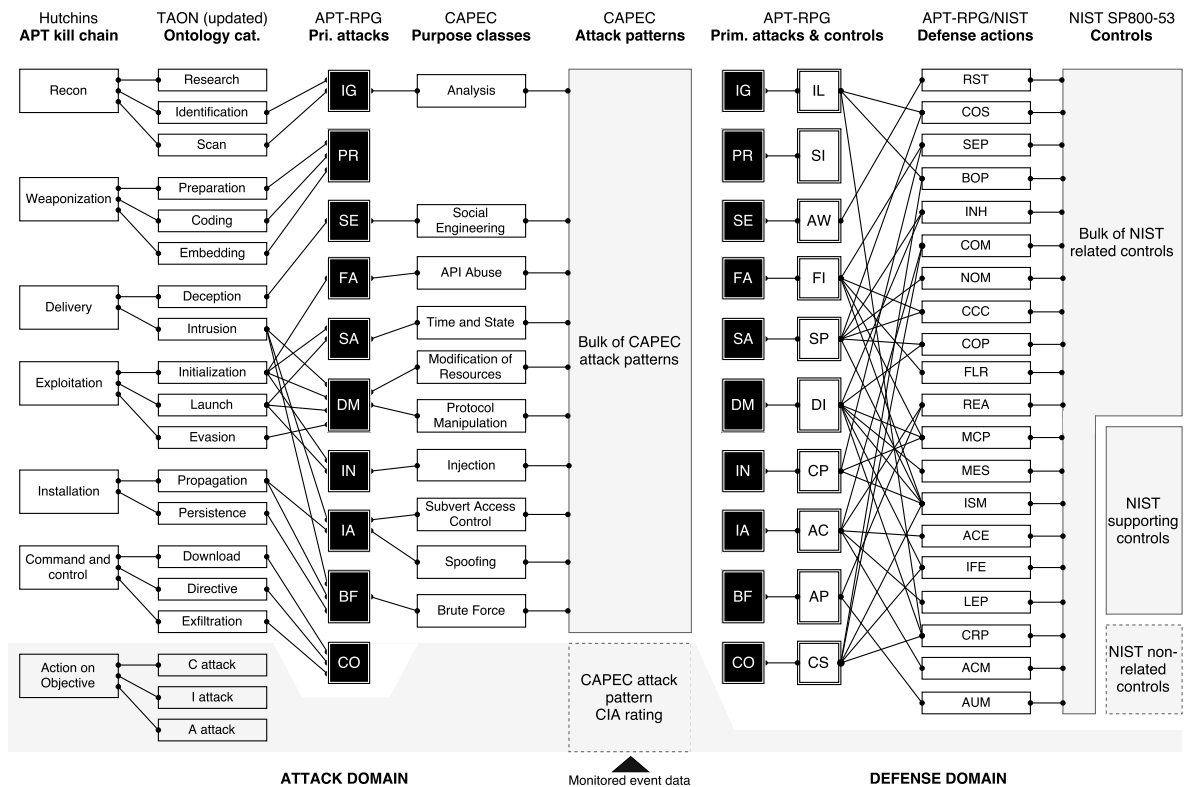 Hutchins
APT kill chain
TAON (updated)
Ontology cat.
APT-RPG
Pri. attacks
CAPEC
Purpose classes
CAPEC
Attack patterns
APT-RPG
Prim. attacks & controls
APT-RPG/NIST
Defense actions
NIST SP800-53
Controls
Recon
Weaponization
Delivery
Exploitation
Installation
Command and
control
Action on
Objective
Research
Identification
Scan
Preparation
Coding
Embedding
Deception
Intrusion
Initialization
Launch
Evasion
Propagation
Persistence
Download
Directive
Exfiltration
C attack
I attack
A attack
IG
PR
SE
FA
SA
DM
IN
IA
BF
CO
Analysis
Social
Engineering
API Abuse
Time and State
Modification of
Resources
Protocol
Manipulation
Injection
Subvert Access
Control
Spoofing
Brute Force
Bulk of CAPEC
attack patterns
CAPEC attack
pattern
CIA rating
IG
PR
SE
FA
SA
DM
IN
IA
BF
CO
IL
SI
AW
FI
SP
DI
CP
AC
AP
CS
RST
COS
SEP
BOP
INH
COM
NOM
CCC
COP
FLR
REA
MCP
MES
ISM
ACE
IFE
LEP
CRP
ACM
AUM
Bulk of NIST
related controls
NIST
supporting
controls
NIST non-
related
controls
ATTACK DOMAIN
Monitored event data
DEFENSE DOMAIN